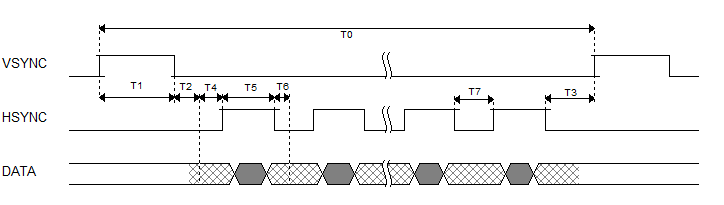 T0
VSYNC
T1 T2 T4 T5 T6 T7 T3
HSYNC
DATA